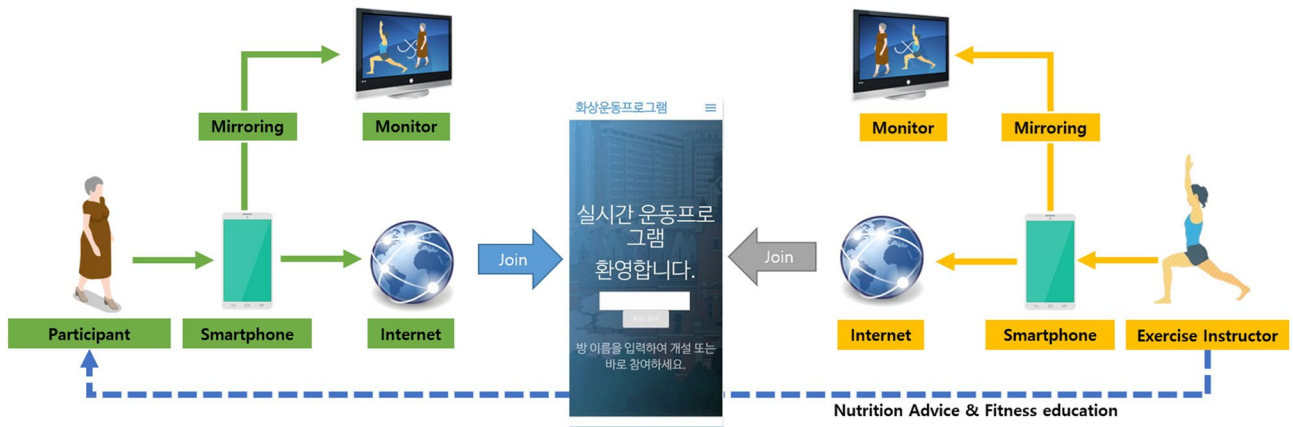 Mirroring
Monitor
Participant
Smartphone
Internet
Join
화상운동프로그램
실시간 운동프로
그램
환영합니다.
방 이름을 입력하여 개설 또는
바로 참여하세요.
Join
Monitor
Mirroring
Internet
Smartphone
Exercise Instructor
Nutrition Advice & Fitness education